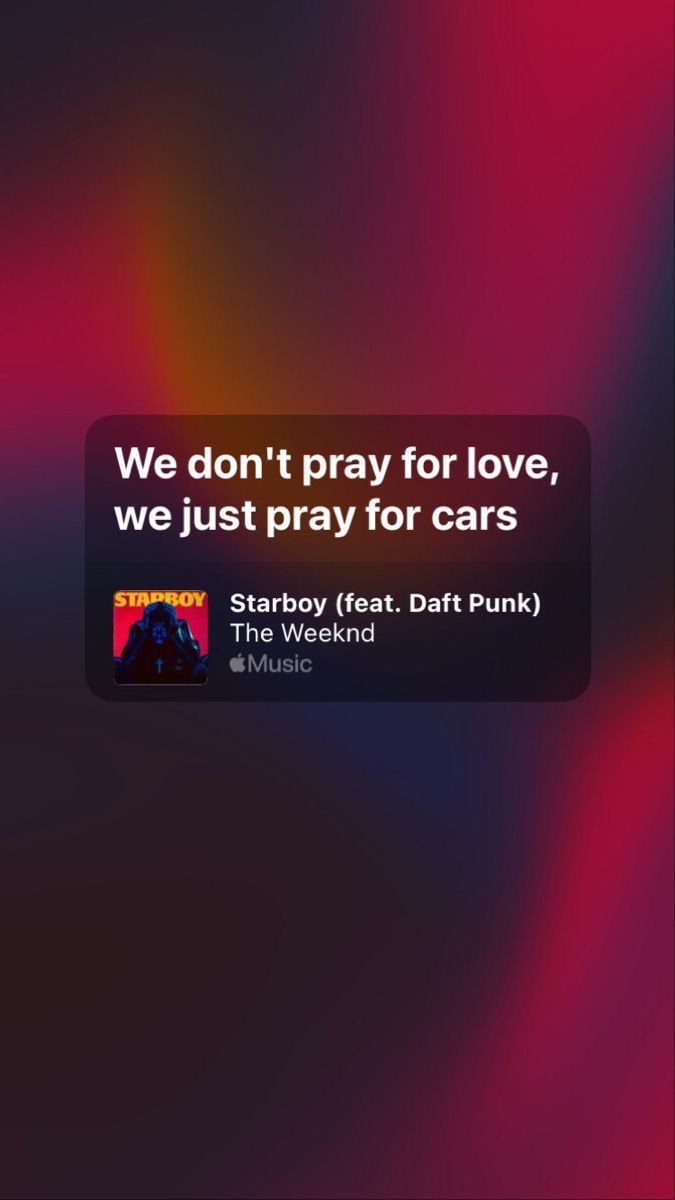 We don't pray for love,
we just pray for cars
STARBOY
Starboy (feat. Daft Punk)
The Weeknd
Music